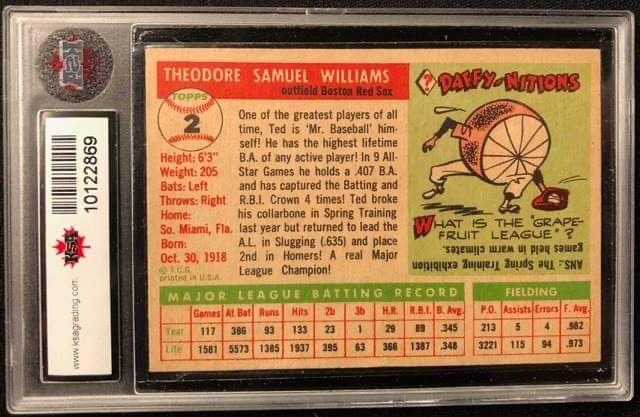 KSA
10122869
KSA
www.ksagrading.com
THEODORE SAMUEL WILLIAMS
outfield Boston Red Sox
TOPPS
2
Height: 6'3"
Weight: 205
Bats: Left
Throws: Right
Home:
So. Miami, Fla.
Born:
Oct. 30, 1918
© T.C.G.
printed in U.S.A.
One of the greatest players of all
time, Ted is 'Mr. Baseball' him-
self! He has the highest lifetime
B.A. of any active player! In 9 All-
Star Games he holds a .407 B.A.
and has captured the Batting and
R.B.I. Crown 4 times! Ted broke
his collarbone in Spring Training
last year but returned to lead the
A.L. in Slugging (.635) and place
2nd in Homers! A real Major
League Champion!
? DAFFY-NITIONS
WHAT IS THE "GRAPE-
FRUIT LEAGUE"?
ANS.: The Spring Training exhibition
games held in warm climates.
MAJOR LEAGUE BATTING RECORD FIELDING
Games At Bat Runs Hits 2b 3b H.R. R.B.I. B. Avg. P.O. Assists Errors F. Avg.
Year 117 386 93 133 23 1 29 89 .345 213 5 4 .982
Life 1581 5573 1385 1937 395 63 366 1387 .348 3221 115 94 .973